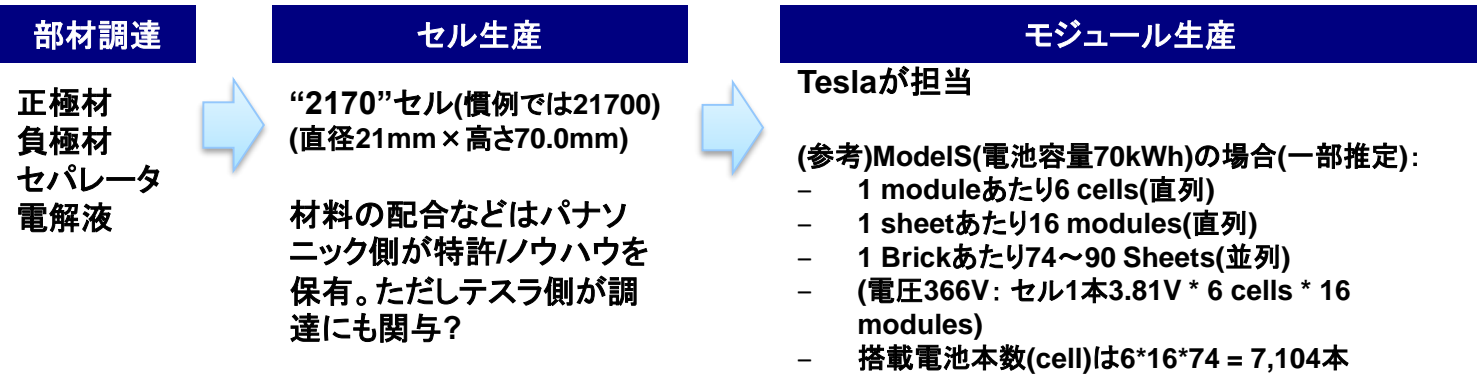 部材調達
正極材
負極材
セパレータ
電解液
セル生産
“2170”セル(慣例では21700)
(直径21mm×高さ70.0mm)
材料の配合などはパナソ
ニック側が特許/ノウハウを
保有。ただしテスラ側が調
達にも関与?
モジュール生産
Teslaが担当
(参考)ModelS(電池容量70kWh)の場合(一部推定):
– 1 moduleあたり6 cells(直列)
– 1 sheetあたり16 modules(直列)
– 1 Brickあたり74~90 Sheets(並列)
– (電圧366V: セル1本3.81V * 6 cells * 16
modules)
– 搭載電池本数(cell)は6*16*74 = 7,104本